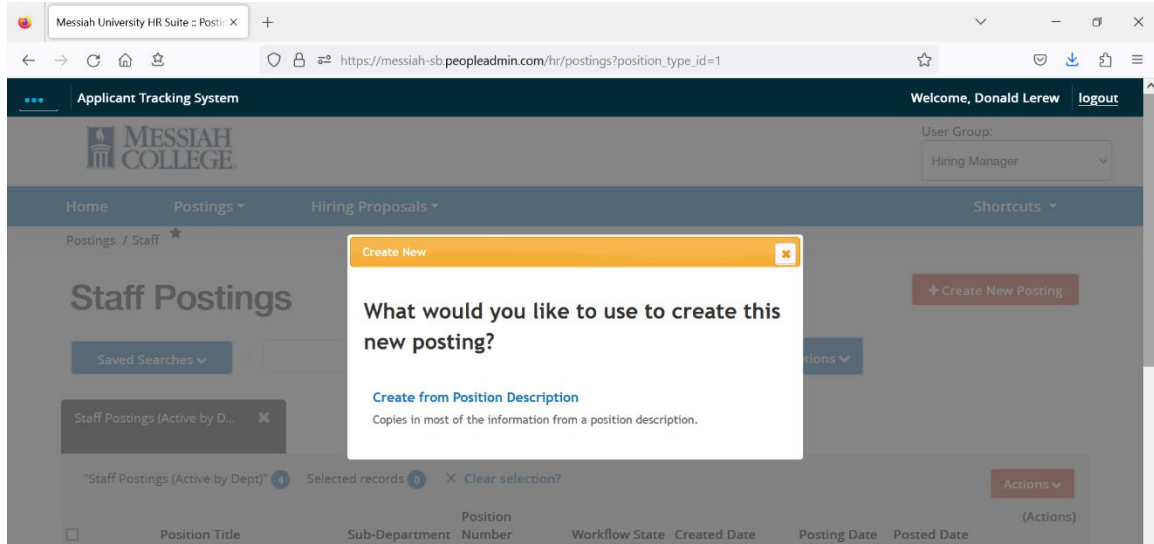 Messiah University HR Suite :: Postin
https://messiah-sb.peopleadmin.com/hr/postings?position_type_id=1
Applicant Tracking System
Welcome, Donald Lerew
logout
MESSIAH
COLLEGE
User Group:
Hiring Manager
Home
Postings
Hiring Proposals
Shortcuts
Postings / Staff
Create New
Staff Postings
+ Create New Posting
What would you like to use to create this
new posting?
Saved Searches
Create from Position Description
Copies in most of the information from a position description.
Staff Postings (Active by D...
"Staff Postings (Active by Dept)" 4 Selected records 0 × Clear selection?
Actions
Position Title
Sub-Department
Position
Number
Workflow State
Created Date
Posting Date
Posted Date
(Actions)